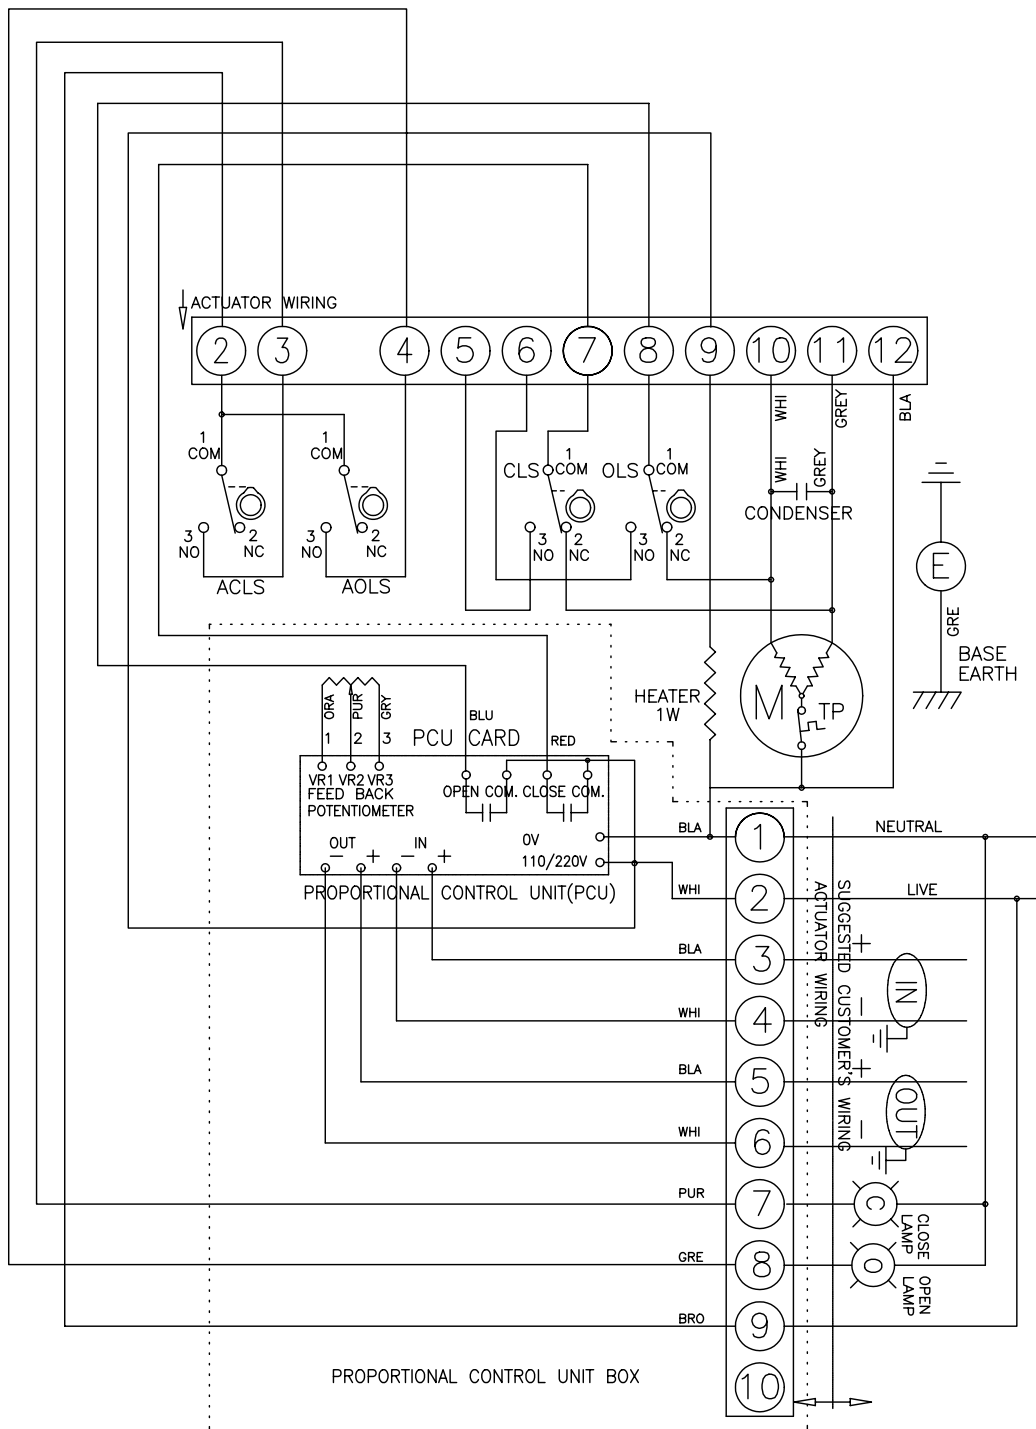 ACTUATOR WIRING
2 3 4 5 6 7 8 9 10 11 12
WHI
GREY
BLA
1
COM
1
COM
CLS
1
COM
OLS
1
COM
WHI
GREY
CONDENSER
3
NO
2
NC
3
NO
2
NC
3
NO
2
NC
3
NO
2
NC
ACLS
AOLS
E
GRE
BASE
EARTH
HEATER
1W
M
TP
ORA
PUR
GRY
1 2 3
PCU CARD
BLU
RED
VR1 VR2 VR3
FEED BACK
POTENTIOMETER
OPEN COM. CLOSE COM.
OUT
IN
− + − +
0V
110/220V
PROPORTIONAL CONTROL UNIT(PCU)
BLA
1
NEUTRAL
WHI
2
LIVE
BLA
3
+
WHI
4
−
IN
BLA
5
+
WHI
6
−
OUT
PUR
7
C
CLOSE
LAMP
GRE
8
O
OPEN
LAMP
BRO
9
10
SUGGESTED CUSTOMER'S WIRING
ACTUATOR WIRING
PROPORTIONAL CONTROL UNIT BOX